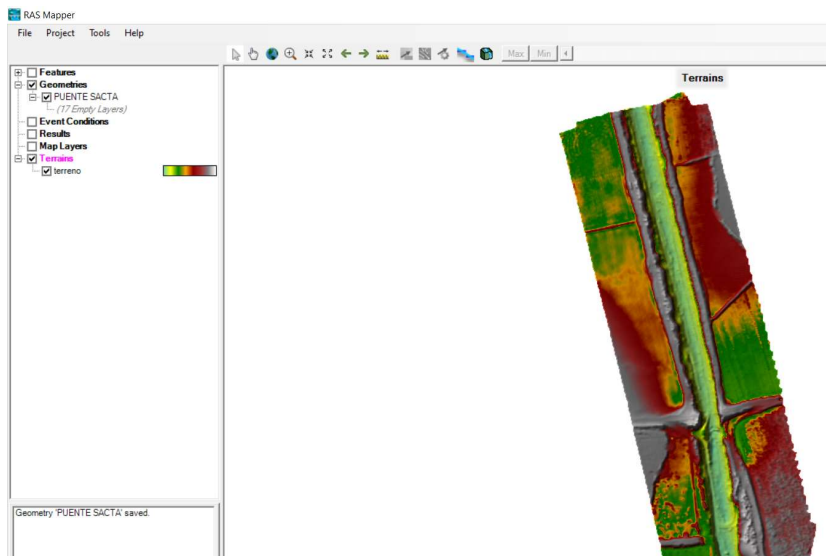 RAS Mapper
File Project Tools Help
Max Min
Features
Geometries
PUENTE SACTA
(17 Empty Layers)
Event Conditions
Results
Map Layers
Terrains
terreno
Terrains
Geometry 'PUENTE SACTA' saved.